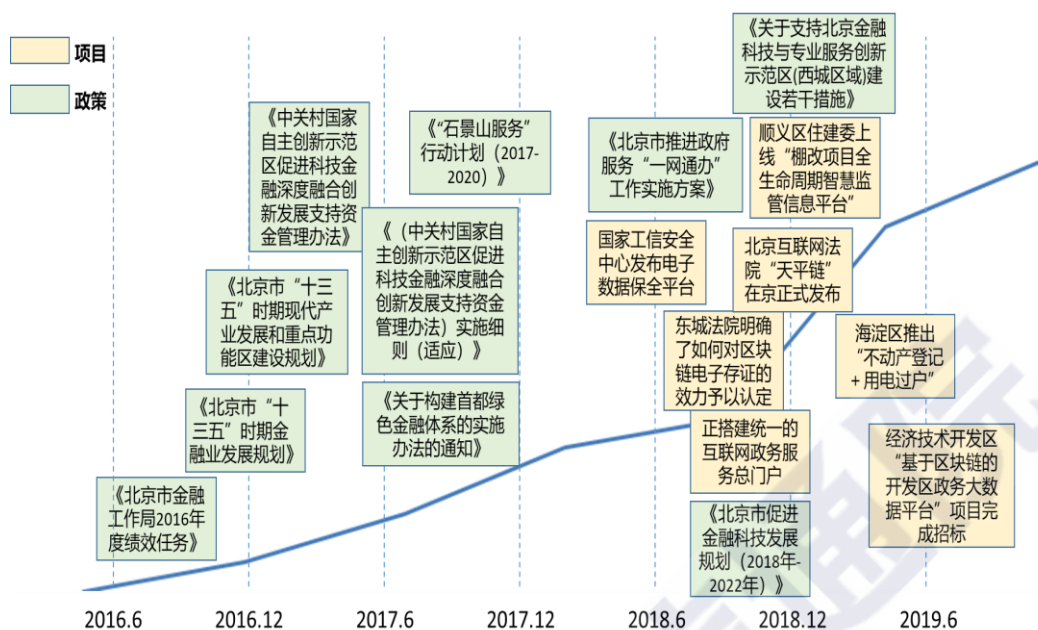 项目
政策
《中关村国家
自主创新示范
区促进科技金
融深度融合创
新发展支持资
金管理办法》
《“石景山服务”
行动计划（2017-
2020）》
《北京市推进政府
服务“一网通办”
工作实施方案》
《关于支持北京金融
科技与专业服务创新
示范区(西城区域)建
设若干措施》
顺义区住建委上
线“棚改项目全
生命周期智慧监
管信息平台”
《（中关村国家自
主创新示范区促进
科技金融深度融合
创新发展支持资金
管理办法）实施细
则（适应）》
国家工信安全
中心发布电子
数据保全平台
北京互联网法
院“天平链”
在京正式发布
《北京市“十三
五”时期现代产
业发展和重点功
能区建设规划》
东城法院明确
了如何对区块
链电子存证的
效力予以认定
海淀区推出
“不动产登记
+用电过户”
《北京市“十
三五”时期金
融业发展规划》
《关于构建首都绿
色金融体系的实施
办法的通知》
正搭建统一的
互联网政务服
务总门户
经济技术开发区
“基于区块链的
开发区政务大数
据平台”项目完
成招标
《北京市金融
工作局2016年
度绩效任务》
《北京市促进
金融科技发展
规划（2018年-
2022年）》
2016.6
2016.12
2017.6
2017.12
2018.6
2018.12
2019.6
通院